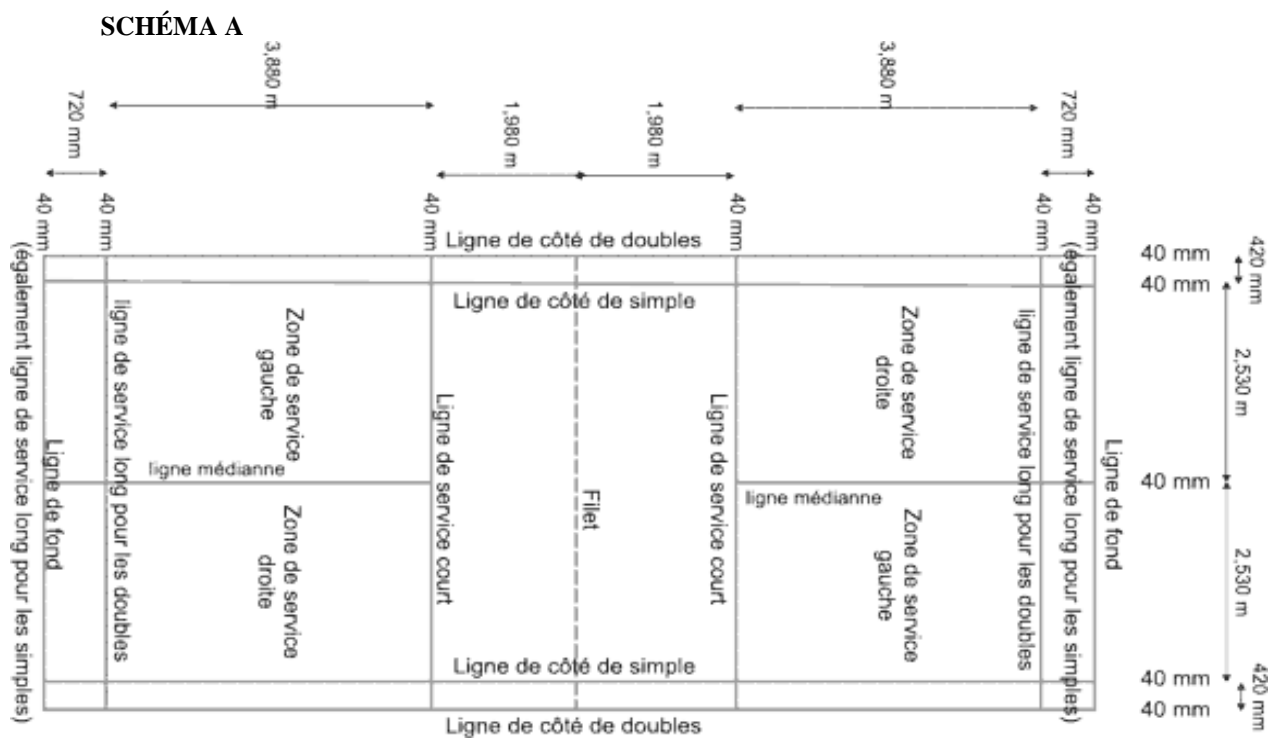 SCHÉMA A
3,880 m
3,880 m
720 mm
1,980 m
1,980 m
720 mm
40 mm
40 mm
40 mm
40 mm
40 mm
40 mm
Ligne de côté de doubles
40 mm
420 mm
Ligne de côté de simple
40 mm
(également ligne de service long pour les simples)
Ligne de fond
ligne de service long pour les doubles
Zone de service
gauche
ligne médianne
Zone de service
droite
Ligne de service court
Filet
Ligne de service court
Zone de service
droite
ligne médianne
Zone de service
gauche
ligne de service long pour les doubles
(également ligne de service long pour les simples)
Ligne de fond
2,530 m
40 mm
2,530 m
Ligne de côté de simple
40 mm
420 mm
40 mm
Ligne de côté de doubles